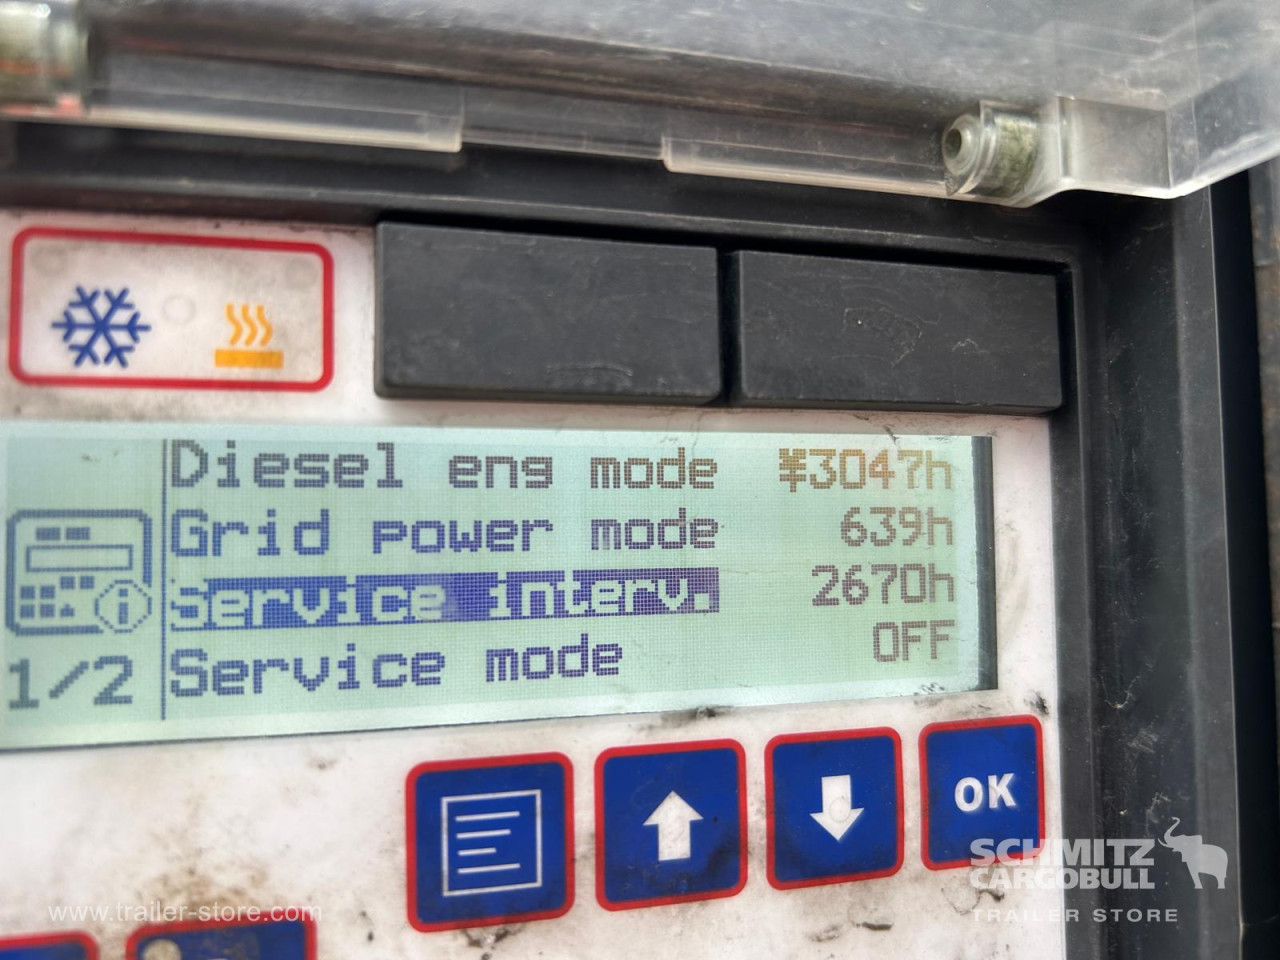 Diesel eng mode ¥3047h
Grid power mode 639h
Service interv. 2670h
Service mode OFF
1/2
OK
SCHMITZ
CARGOBULL
TRAILER STORE
www.trailer-store.com